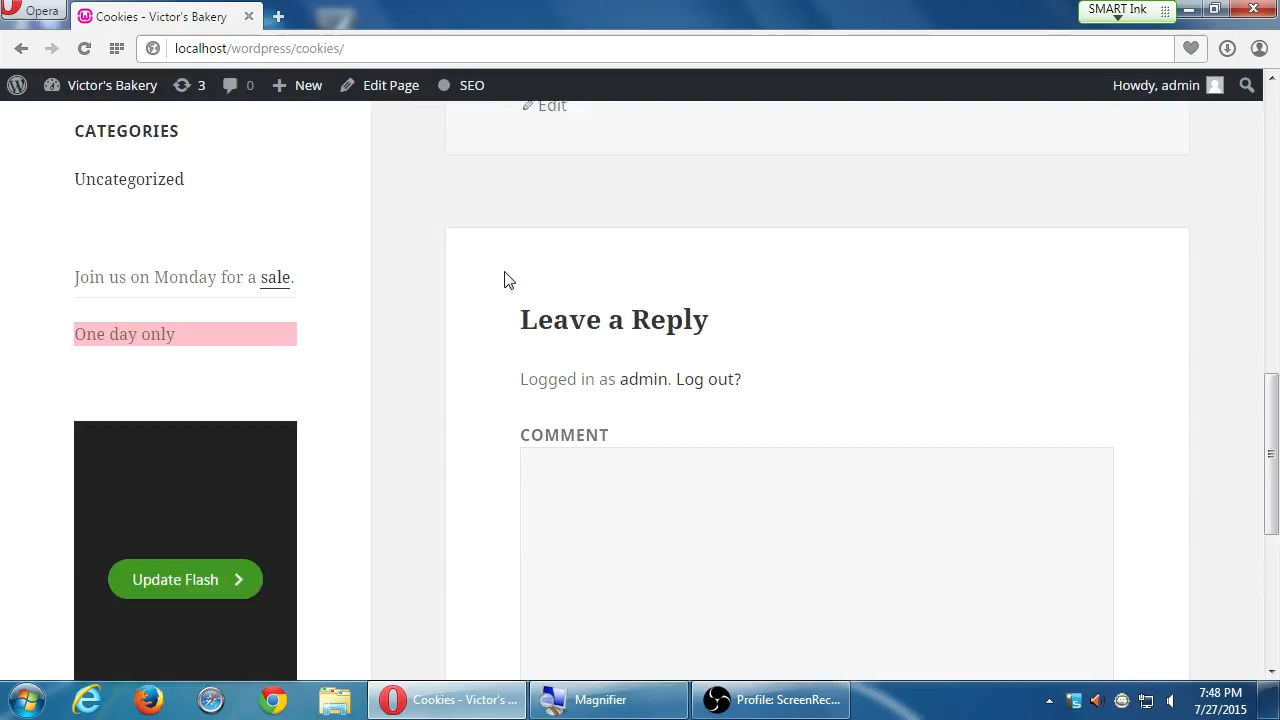 Opera
Cookies - Victor's Bakery
SMART Ink
localhost/wordpress/cookies/
Victor's Bakery
3
0
New
Edit Page
SEO
Howdy, admin
CATEGORIES
Edit
Uncategorized
Join us on Monday for a sale.
One day only
Leave a Reply
Logged in as admin. Log out?
COMMENT
Update Flash
Cookies - Victor's ...
Magnifier
Profile: ScreenRec...
7:48 PM
7/27/2015